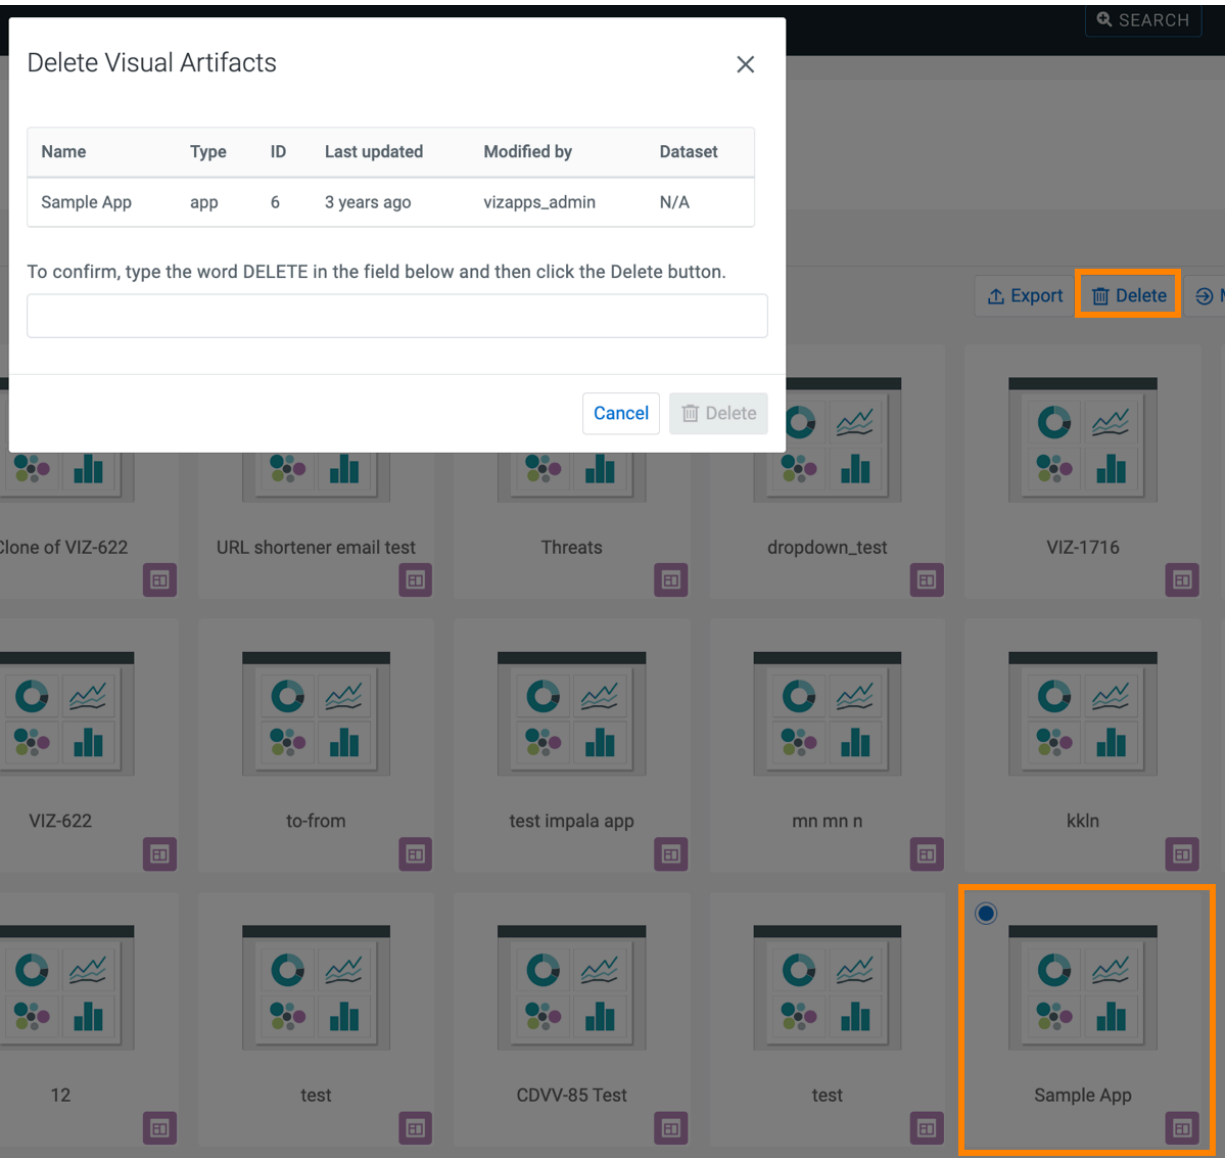 SEARCH
Delete Visual Artifacts
Name Type ID Last updated Modified by Dataset
Sample App app 6 3 years ago vizapps_admin N/A
To confirm, type the word DELETE in the field below and then click the Delete button.
Export Delete
Cancel Delete
Clone of VIZ-622 URL shortener email test Threats dropdown_test VIZ-1716
VIZ-622 to-from test impala app mn mn n kkln
12 test CDVV-85 Test test Sample App